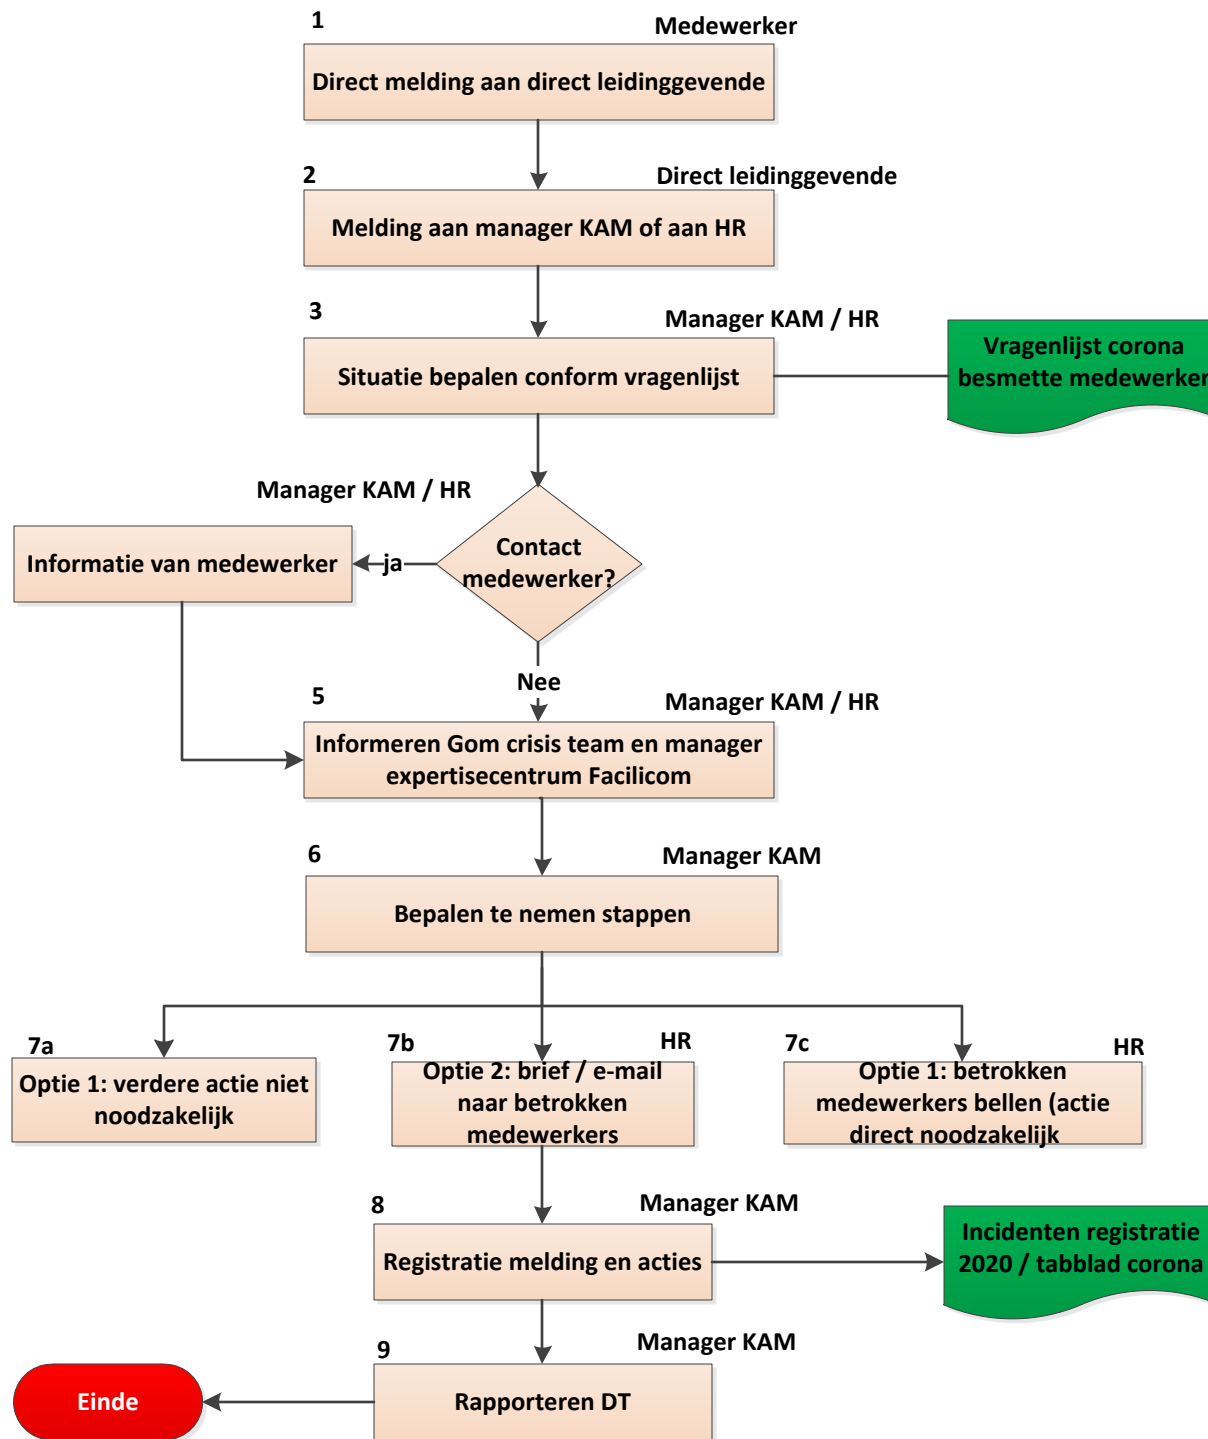 1
Medewerker
Direct melding aan direct leidinggevende
2
Direct leidinggevende
Melding aan manager KAM of aan HR
3
Manager KAM / HR
Situatie bepalen conform vragenlijst
Vragenlijst corona
besmette medewerker
Manager KAM / HR
Informatie van medewerker
ja
Contact
medewerker?
Nee
5
Manager KAM / HR
Informeren Gom crisis team en manager
expertisecentrum Facilicom
6
Manager KAM
Bepalen te nemen stappen
7a
Optie 1: verdere actie niet
noodzakelijk
7b
HR
Optie 2: brief / e-mail
naar betrokken
medewerkers
7c
HR
Optie 1: betrokken
medewerkers bellen (actie
direct noodzakelijk
8
Manager KAM
Registratie melding en acties
Incidenten registratie
2020 / tabblad corona
9
Manager KAM
Rapporteren DT
Einde